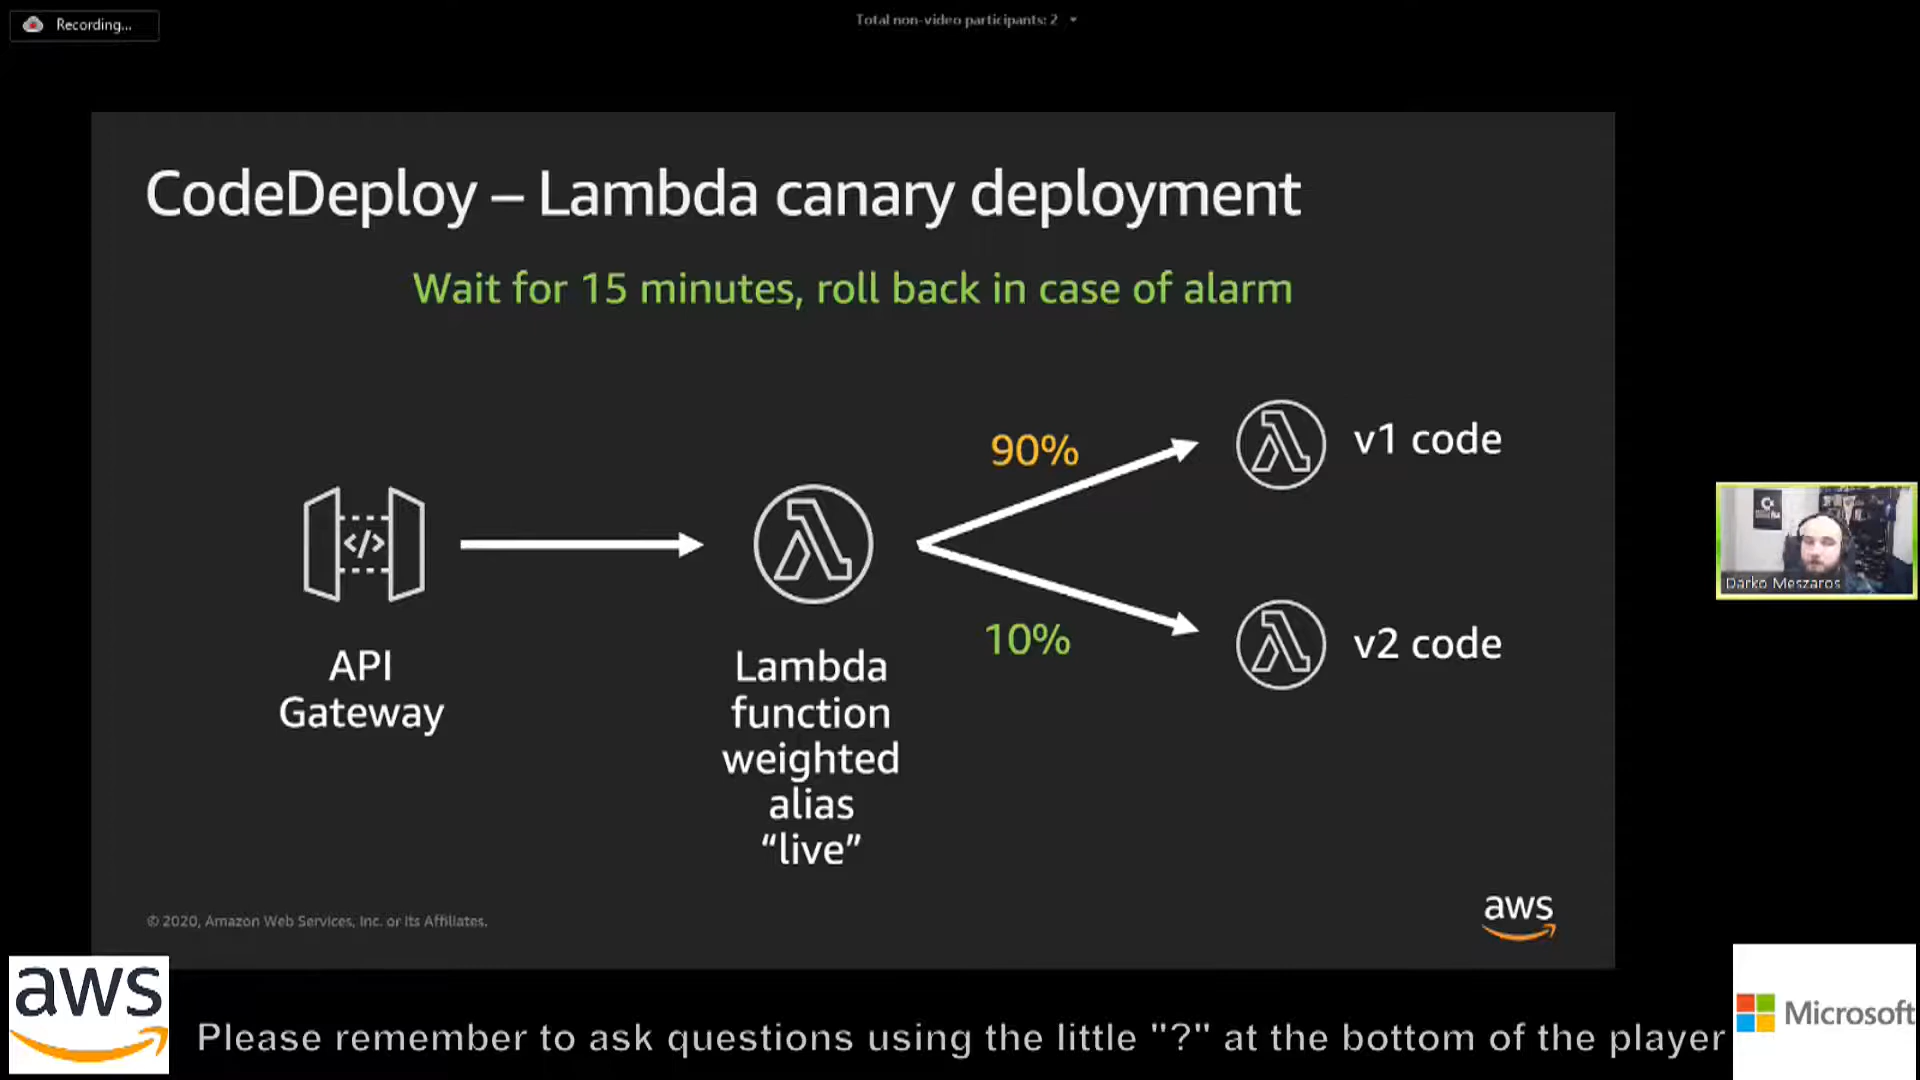 Recording...
Total non-video participants: 2
CodeDeploy – Lambda canary deployment
Wait for 15 minutes, roll back in case of alarm
90%
v1 code
</>
10%
v2 code
API
Gateway
Lambda
function
weighted
alias
“live”
Darko Meszaros
© 2020, Amazon Web Services, Inc. or its Affiliates.
aws
aws
Please remember to ask questions using the little "?" at the bottom of the player
Microsoft